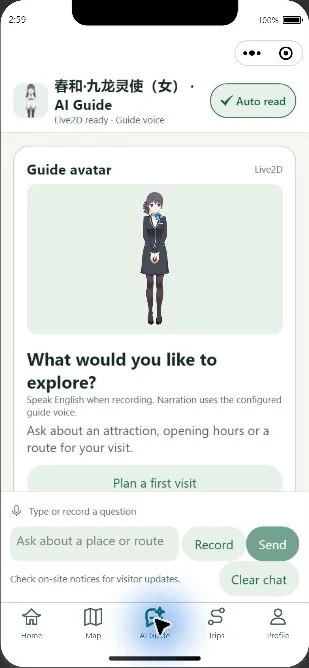 2:59
100%
春和·九龙灵使（女） ·
AI Guide
Live2D ready · Guide voice
Auto read
Guide avatar
Live2D
What would you like to
explore?
Speak English when recording. Narration uses the configured
guide voice.
Ask about an attraction, opening hours or a
route for your visit.
Plan a first visit
Type or record a question
Ask about a place or route
Record
Send
Check on-site notices for visitor updates.
Clear chat
Home
Map
AI Guide
Trips
Profile